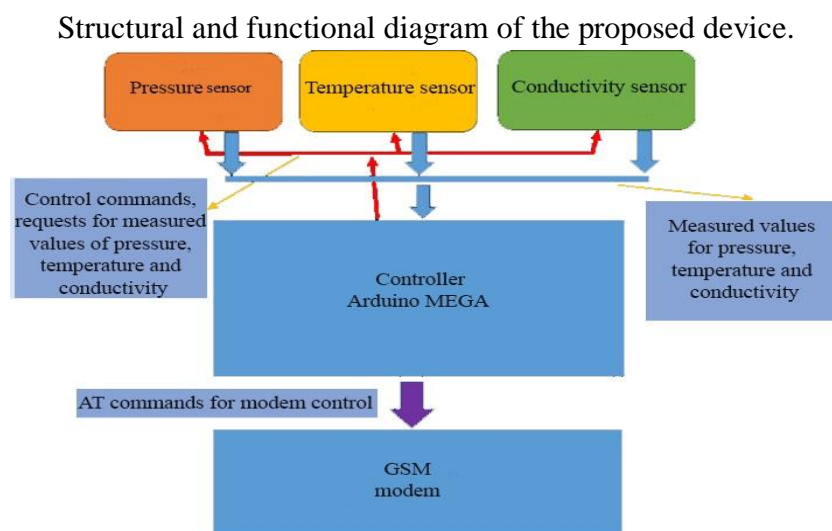 Structural and functional diagram of the proposed device.
Pressure sensor
Temperature sensor
Conductivity sensor
Control commands,
requests for measured
values of pressure,
temperature and
conductivity
Measured values
for pressure,
temperature and
conductivity
Controller
Arduino MEGA
AT commands for modem control
GSM
modem